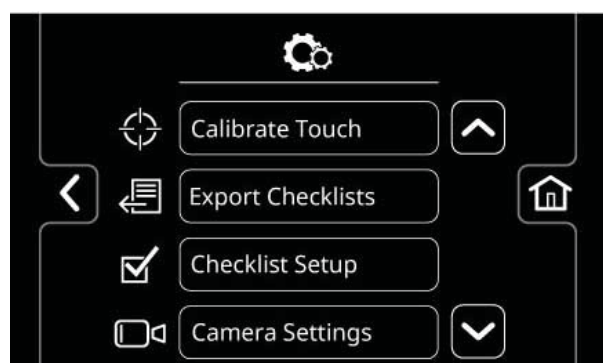 Calibrate Touch
Export Checklists
Checklist Setup
Camera Settings